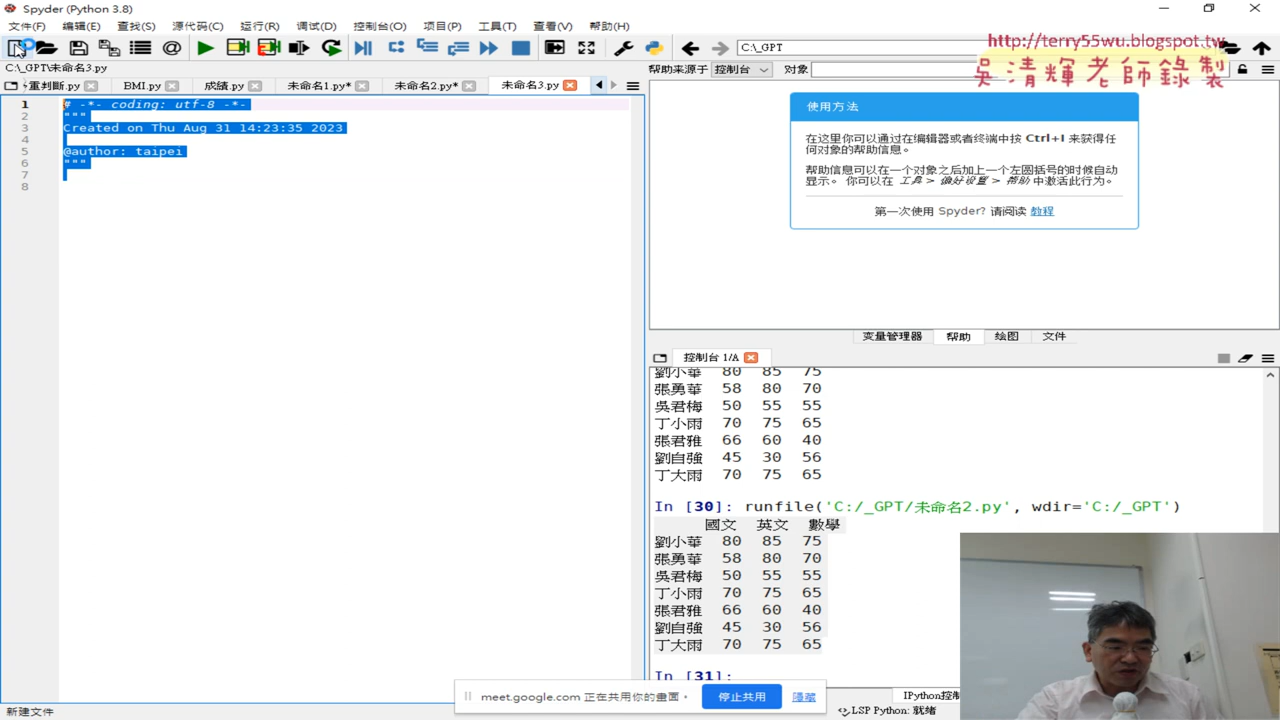 Spyder (Python 3.8)
文件(F) 编辑(E) 查找(S) 源代码(C) 运行(R) 调试(D) 控制台(O) 项目(P) 工具(T) 查看(V) 帮助(H)
C:\_GPT
http://terry55wu.blogspot.tw
吳清輝老師錄製
C:\_GPT\未命名3.py
重判斷.py BMI.py 成績.py 未命名1.py* 未命名2.py* 未命名3.py
帮助来源于 控制台 对象
1 # -*- coding: utf-8 -*-
2 """
3 Created on Thu Aug 31 14:23:35 2023
4
5 @author: taipei
6 """
7
8
使用方法
在这里你可以通过在编辑器或者终端中按 Ctrl+I 来获得任
何对象的帮助信息。
帮助信息可以在一个对象之后加上一个左圆括号的时候自动
显示。 你可以在 工具 > 偏好设置 > 帮助 中激活此行为。
第一次使用 Spyder? 请阅读 教程
变量管理器 帮助 绘图 文件
控制台 1/A
劉小華 80 85 75
張勇華 58 80 70
吳君梅 50 55 55
丁小雨 70 75 65
張君雅 66 60 40
劉自強 45 30 56
丁大雨 70 75 65
In [30]: runfile('C:/_GPT/未命名2.py', wdir='C:/_GPT')
國文 英文 數學
劉小華 80 85 75
張勇華 58 80 70
吳君梅 50 55 55
丁小雨 70 75 65
張君雅 66 60 40
劉自強 45 30 56
丁大雨 70 75 65
In [31]:
meet.google.com 正在共用你的畫面。 停止共用 隱藏
IPython控制
新建文件
LSP Python: 就绪